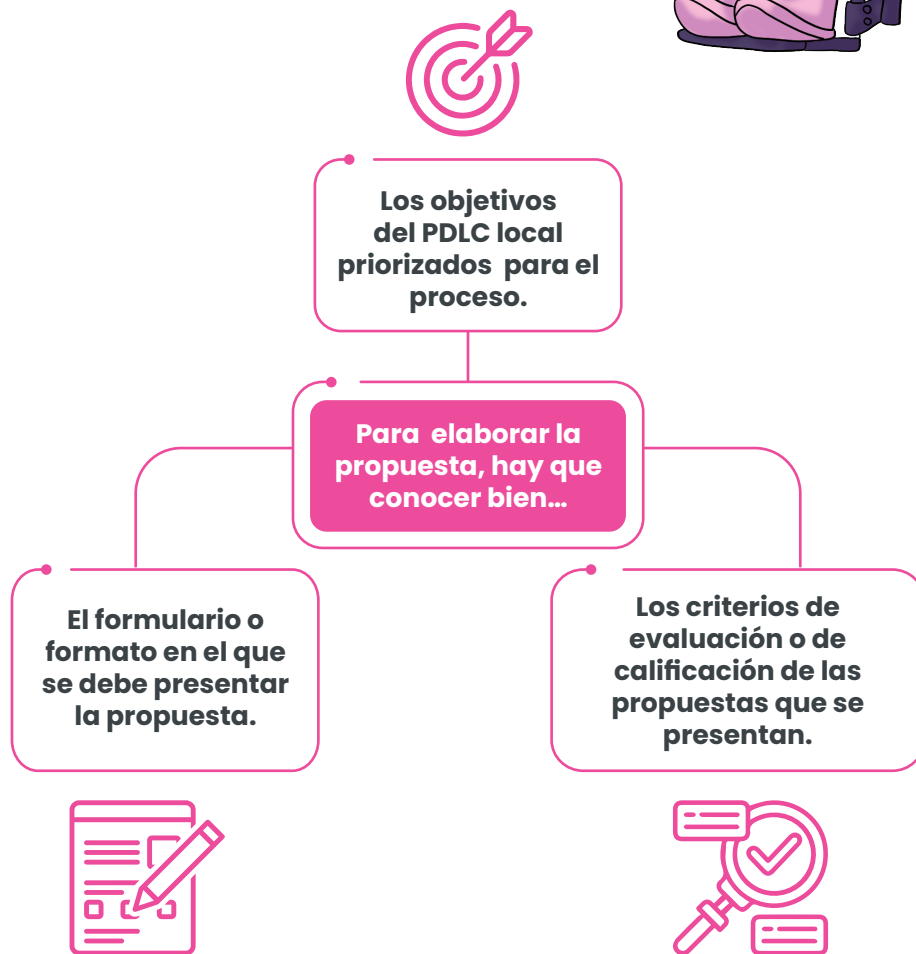 Los objetivos
del PDLC local
priorizados para el
proceso.
Para elaborar la
propuesta, hay que
conocer bien...
El formulario o
formato en el que
se debe presentar
la propuesta.
Los criterios de
evaluación o de
calificación de las
propuestas que se
presentan.